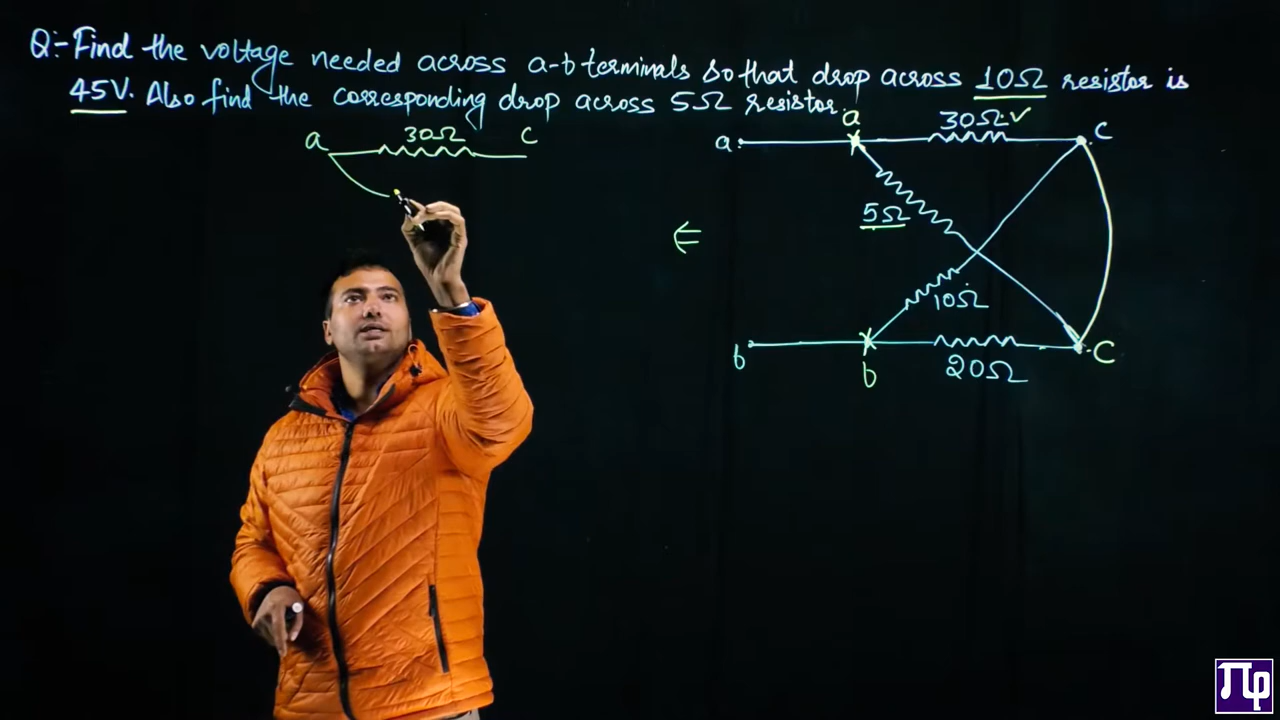 Q:- Find the voltage needed across a-b terminals so that drop across 10Ω resistor is
45V. Also find the corresponding drop across 5Ω resistor.
a 30Ω C
a 30Ω ✓ C
a
5Ω
⇐
10Ω
b
b
20Ω
C
πφ